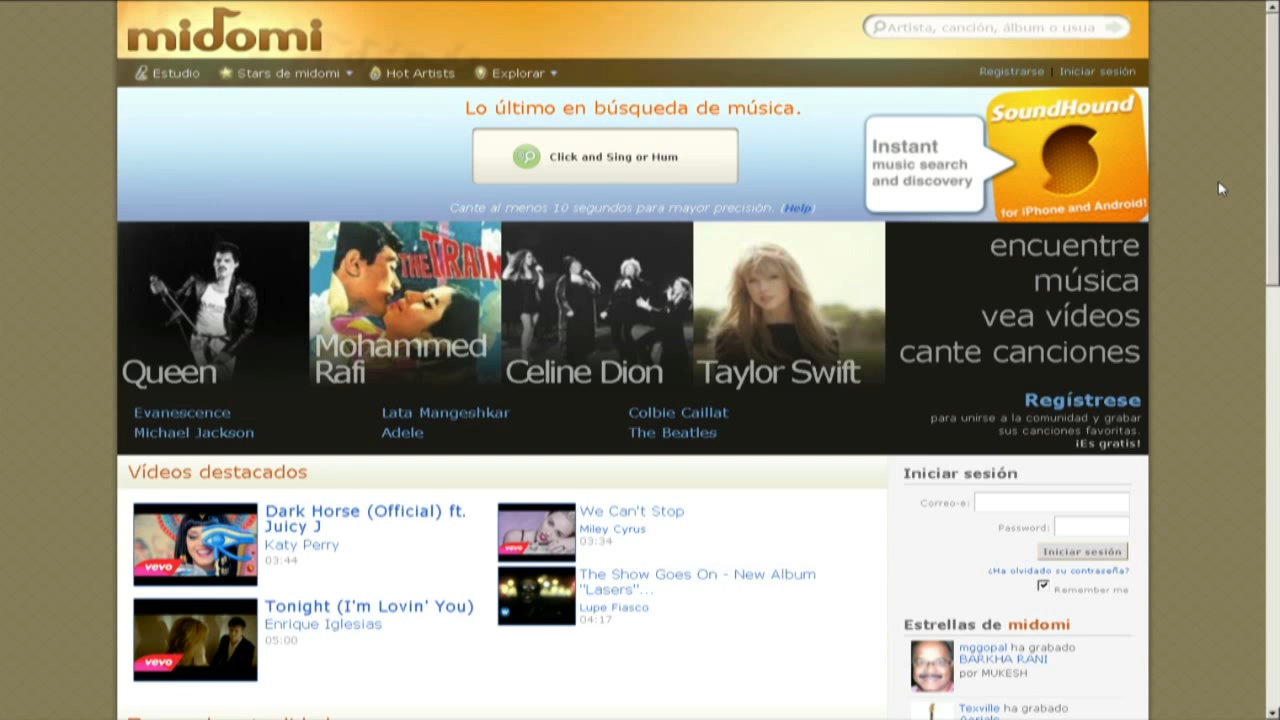 midomi
Artista, canción, álbum o usua
Estudio
Stars de midomi
Hot Artists
Explorar
Registrarse | Iniciar sesión
Lo último en búsqueda de música.
Click and Sing or Hum
Cante al menos 10 segundos para mayor precisión. (Help)
Instant
music search
and discovery
SoundHound
for iPhone and Android!
THE TRAIN
Queen
Mohammed
Rafi
Celine Dion
Taylor Swift
encuentre
música
vea vídeos
cante canciones
Evanescence
Lata Mangeshkar
Colbie Caillat
Michael Jackson
Adele
The Beatles
Regístrese
para unirse a la comunidad y grabar
sus canciones favoritas.
¡Es gratis!
Vídeos destacados
Dark Horse (Official) ft.
Juicy J
Katy Perry
03:44
vevo
We Can't Stop
Miley Cyrus
03:34
vevo
Tonight (I'm Lovin' You)
Enrique Iglesias
05:00
vevo
The Show Goes On - New Album
"Lasers"...
Lupe Fiasco
04:17
Iniciar sesión
Correo-e:
Password:
Iniciar sesión
¿Ha olvidado su contraseña?
Remember me
Estrellas de midomi
mggopal ha grabado
BARKHA RANI
por MUKESH
Texville ha grabado